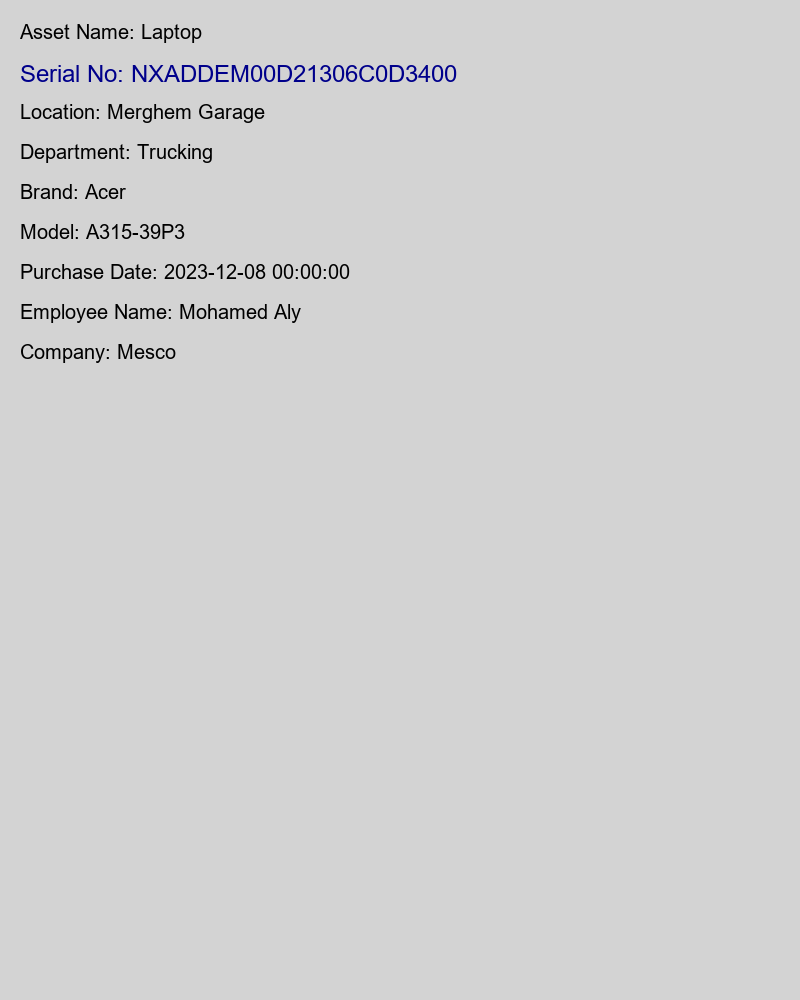 Asset Name: Laptop
Serial No: NXADDEM00D21306C0D3400
Location: Merghem Garage
Department: Trucking
Brand: Acer
Model: A315-39P3
Purchase Date: 2023-12-08 00:00:00
Employee Name: Mohamed Aly
Company: Mesco